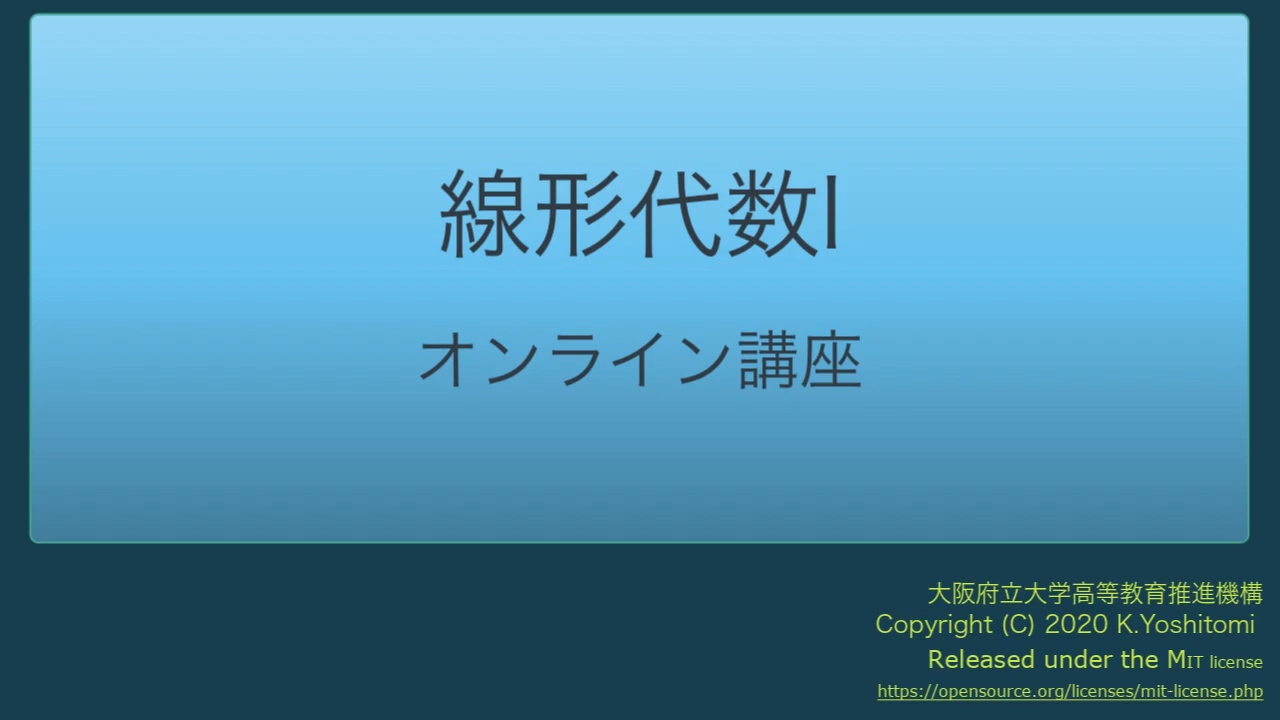 線形代数I
オンライン講座
大阪府立大学高等教育推進機構
Copyright (C) 2020 K.Yoshitomi
Released under the MIT license
https://opensource.org/licenses/mit-license.php